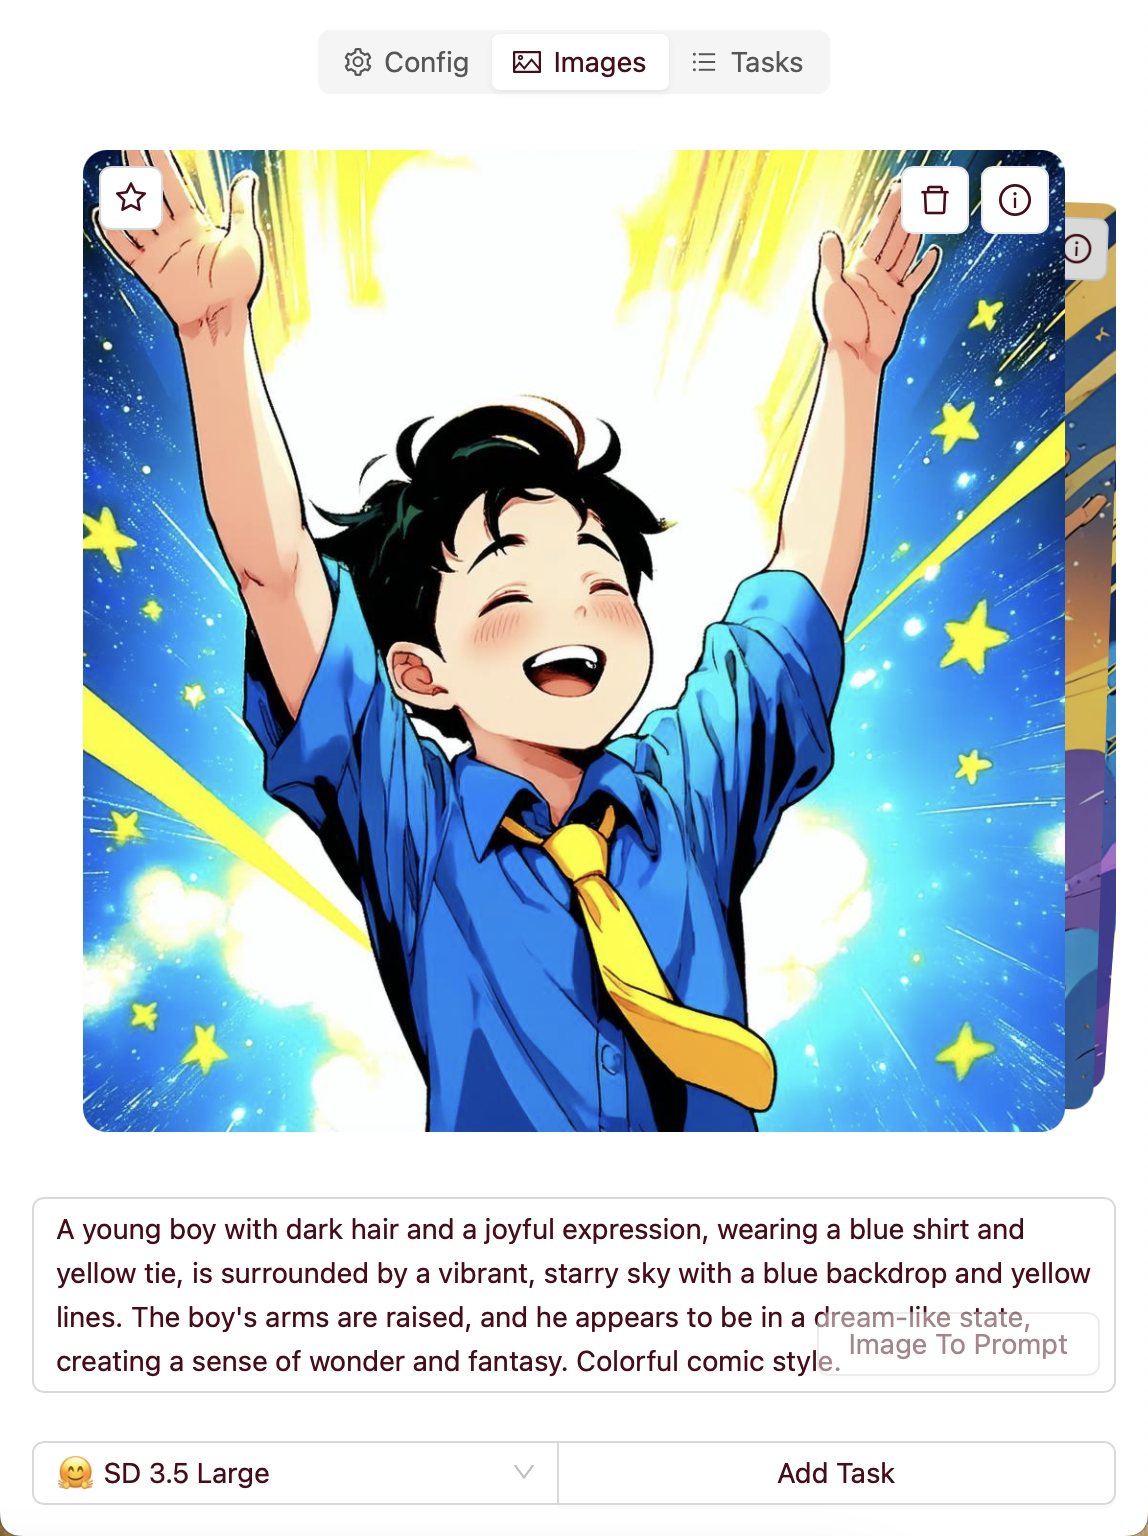 Config
Images
Tasks
A young boy with dark hair and a joyful expression, wearing a blue shirt and
yellow tie, is surrounded by a vibrant, starry sky with a blue backdrop and yellow
lines. The boy's arms are raised, and he appears to be in a dream-like state,
creating a sense of wonder and fantasy. Colorful comic style.
Image To Prompt
SD 3.5 Large
Add Task